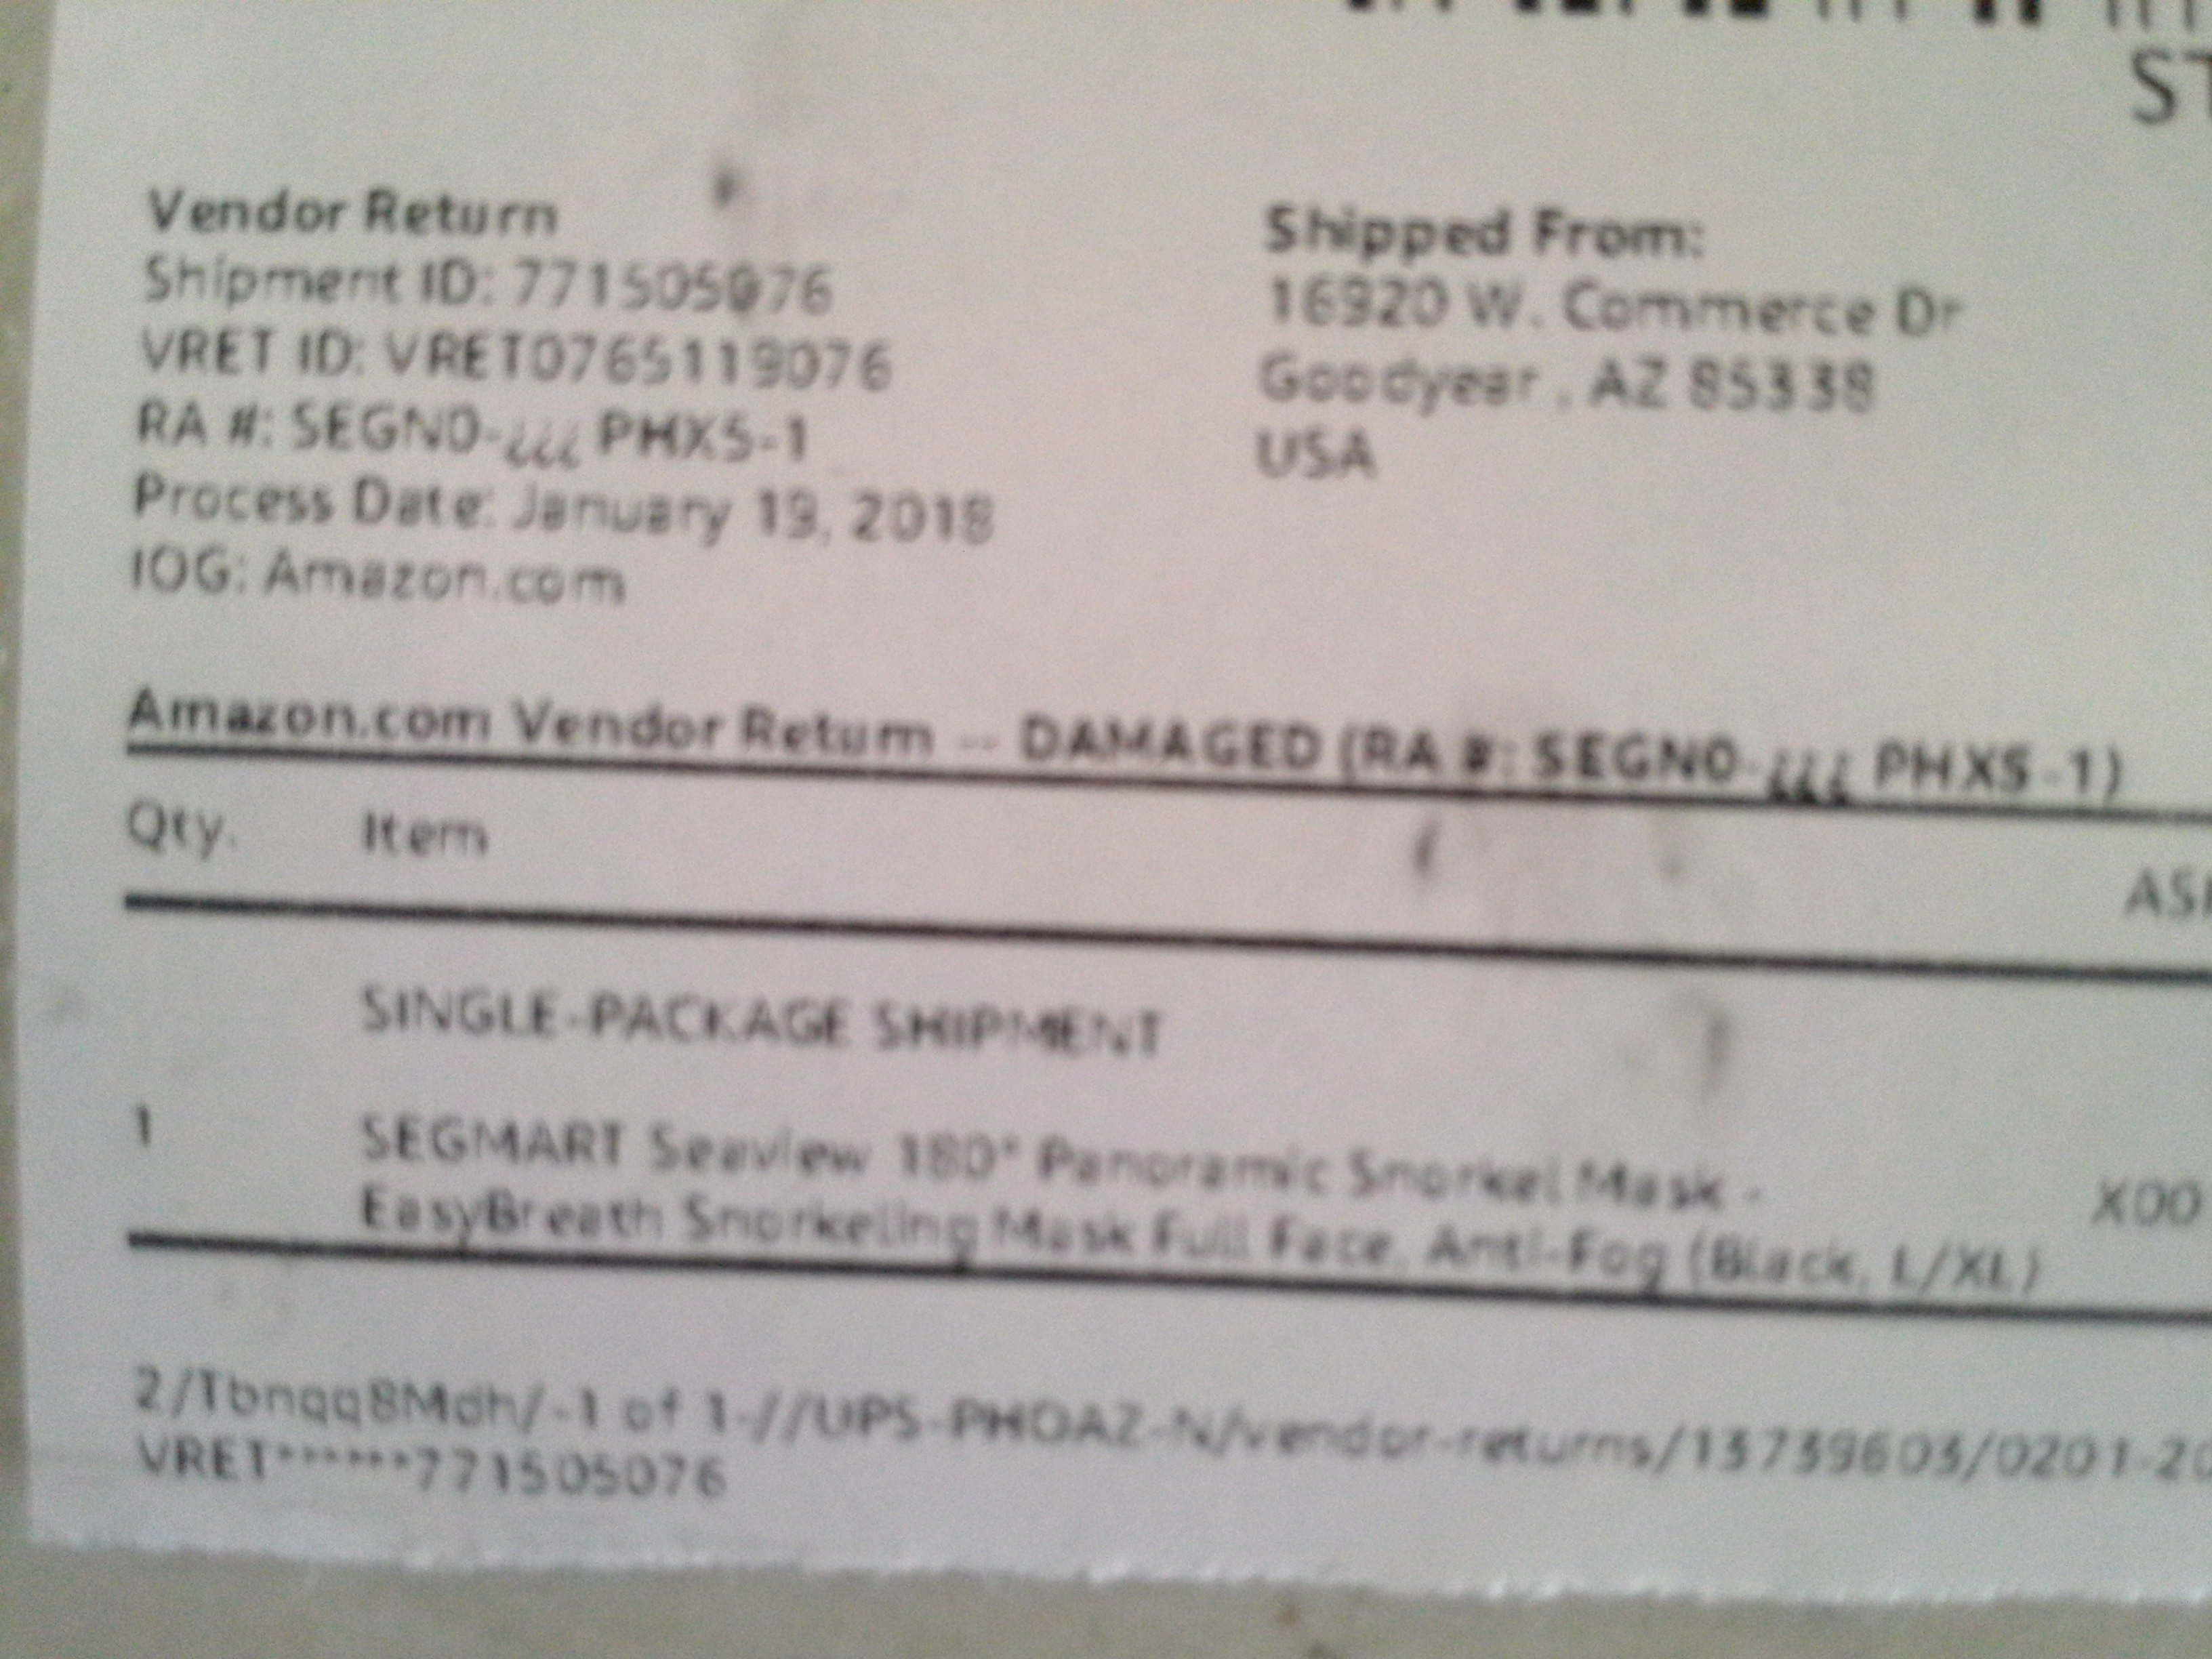 ST
Vendor Return
Shipment ID: 771505076
VRET ID: VRET0765119076
RA #: SEGN0-¿¿¿ PHX5-1
Process Date: January 19, 2018
IOG: Amazon.com
Shipped From:
16920 W. Commerce Dr
Goodyear , AZ 85338
USA
Amazon.com Vendor Return -- DAMAGED (RA #: SEGN0-¿¿¿ PHX5-1)
Qty. Item ASI
SINGLE-PACKAGE SHIPMENT
1 SEGMART Seaview 180° Panoramic Snorkel Mask - X00
EasyBreath Snorkeling Mask Full Face, Anti-Fog (Black, L/XL)
2/Tbnqq8Mdh/-1 of 1-//UPS-PHOAZ-N/vendor-returns/13739603/0201-20
VRET******771505076